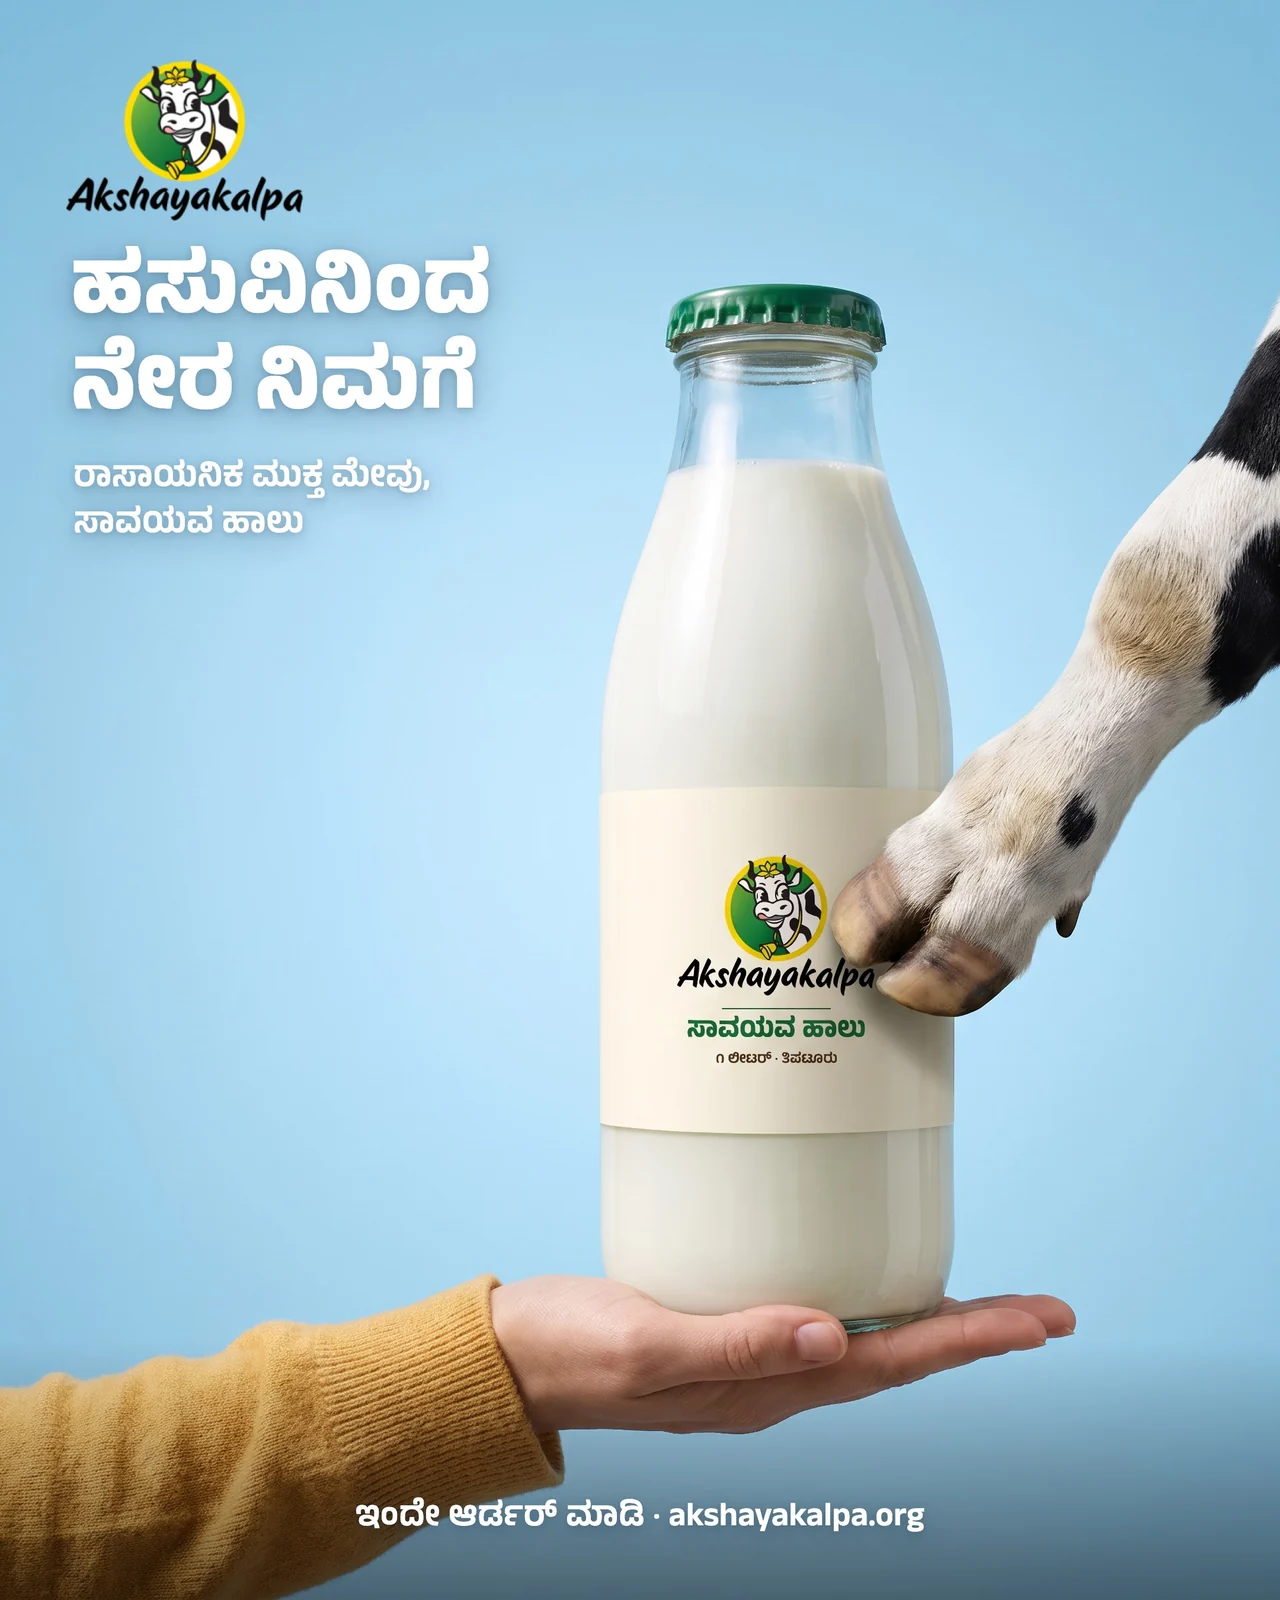 Akshayakalpa
ಹಸುವಿನಿಂದ
ನೇರ ನಿಮಗೆ
ರಾಸಾಯನಿಕ ಮುಕ್ತ ಮೇವು,
ಸಾವಯವ ಹಾಲು
Akshayakalpa
ಸಾವಯವ ಹಾಲು
೧ ಲೀಟರ್ · ತಿಪಟೂರು
ಇಂದೇ ಆರ್ಡರ್ ಮಾಡಿ · akshayakalpa.org